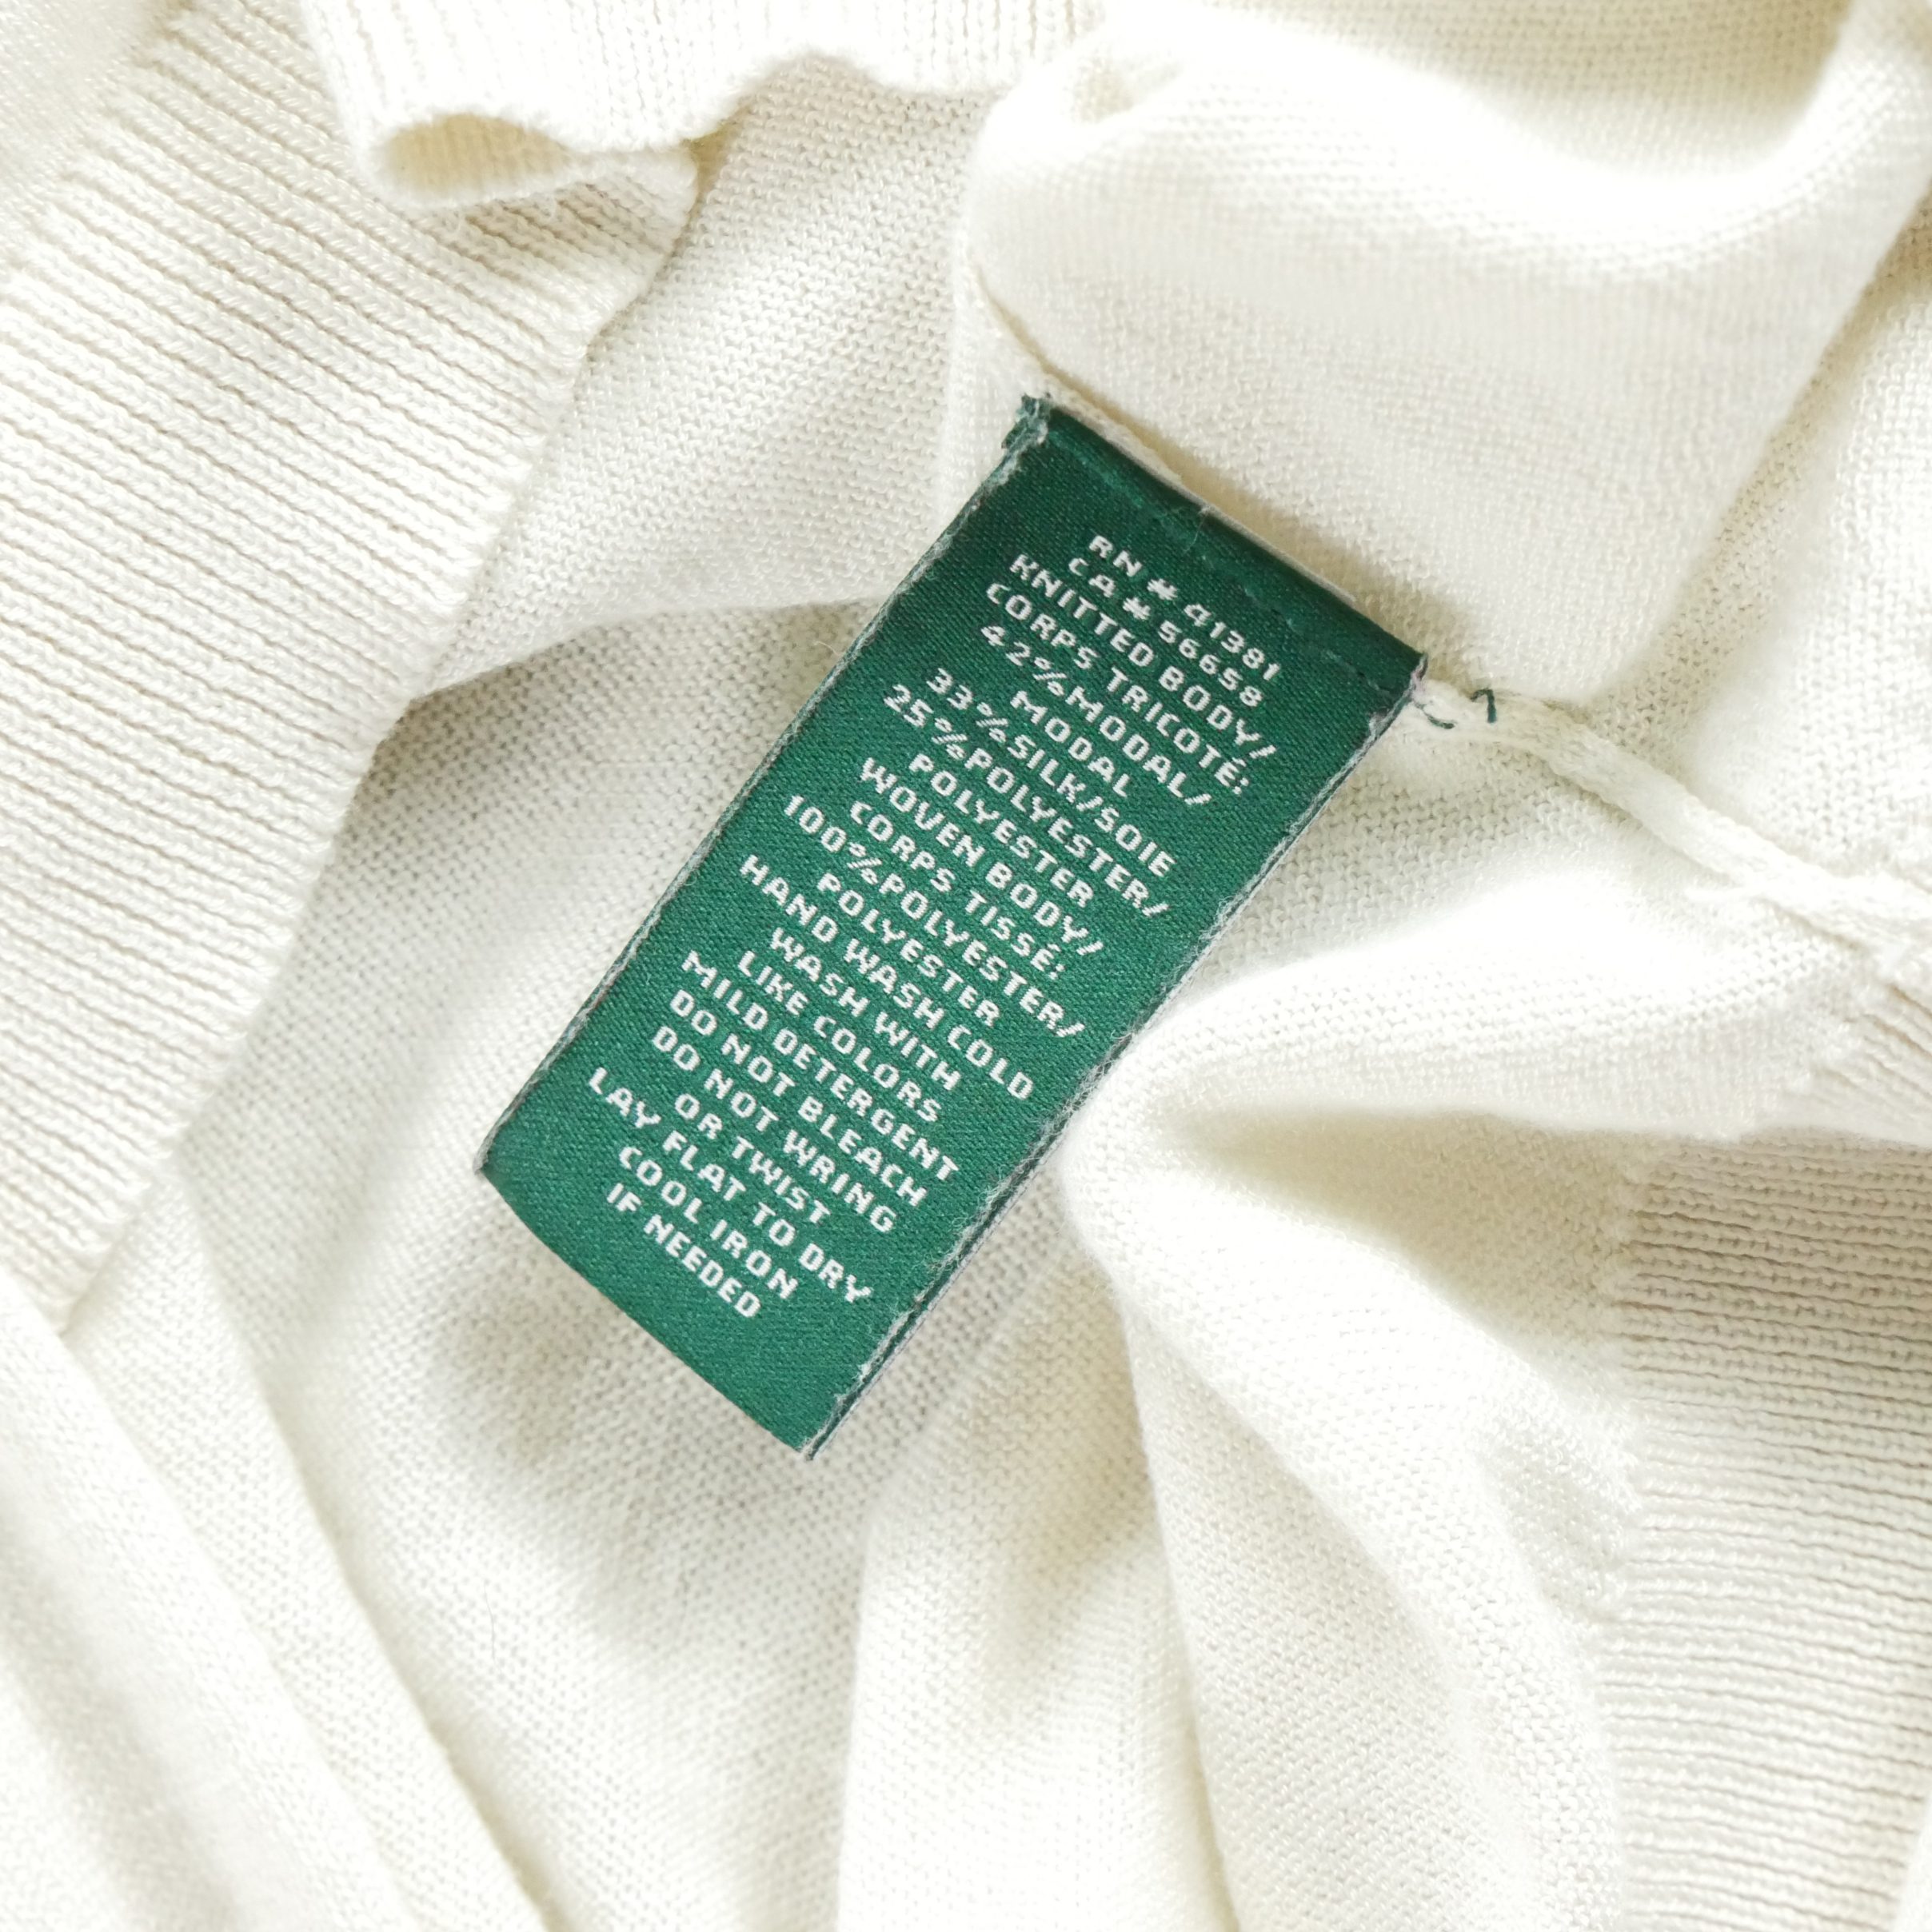 RN # 41381
CA # 56658
KNITTED BODY/
CORPS TRICOTÉ:
42%MODAL/
MODAL
33%SILK/SOIE
25%POLYESTER/
POLYESTER
WOVEN BODY/
CORPS TISSÉ:
100%POLYESTER/
POLYESTER
HAND WASH COLD
WASH WITH
LIKE COLORS
MILD DETERGENT
DO NOT BLEACH
DO NOT WRING
OR TWIST
LAY FLAT TO DRY
COOL IRON
IF NEEDED